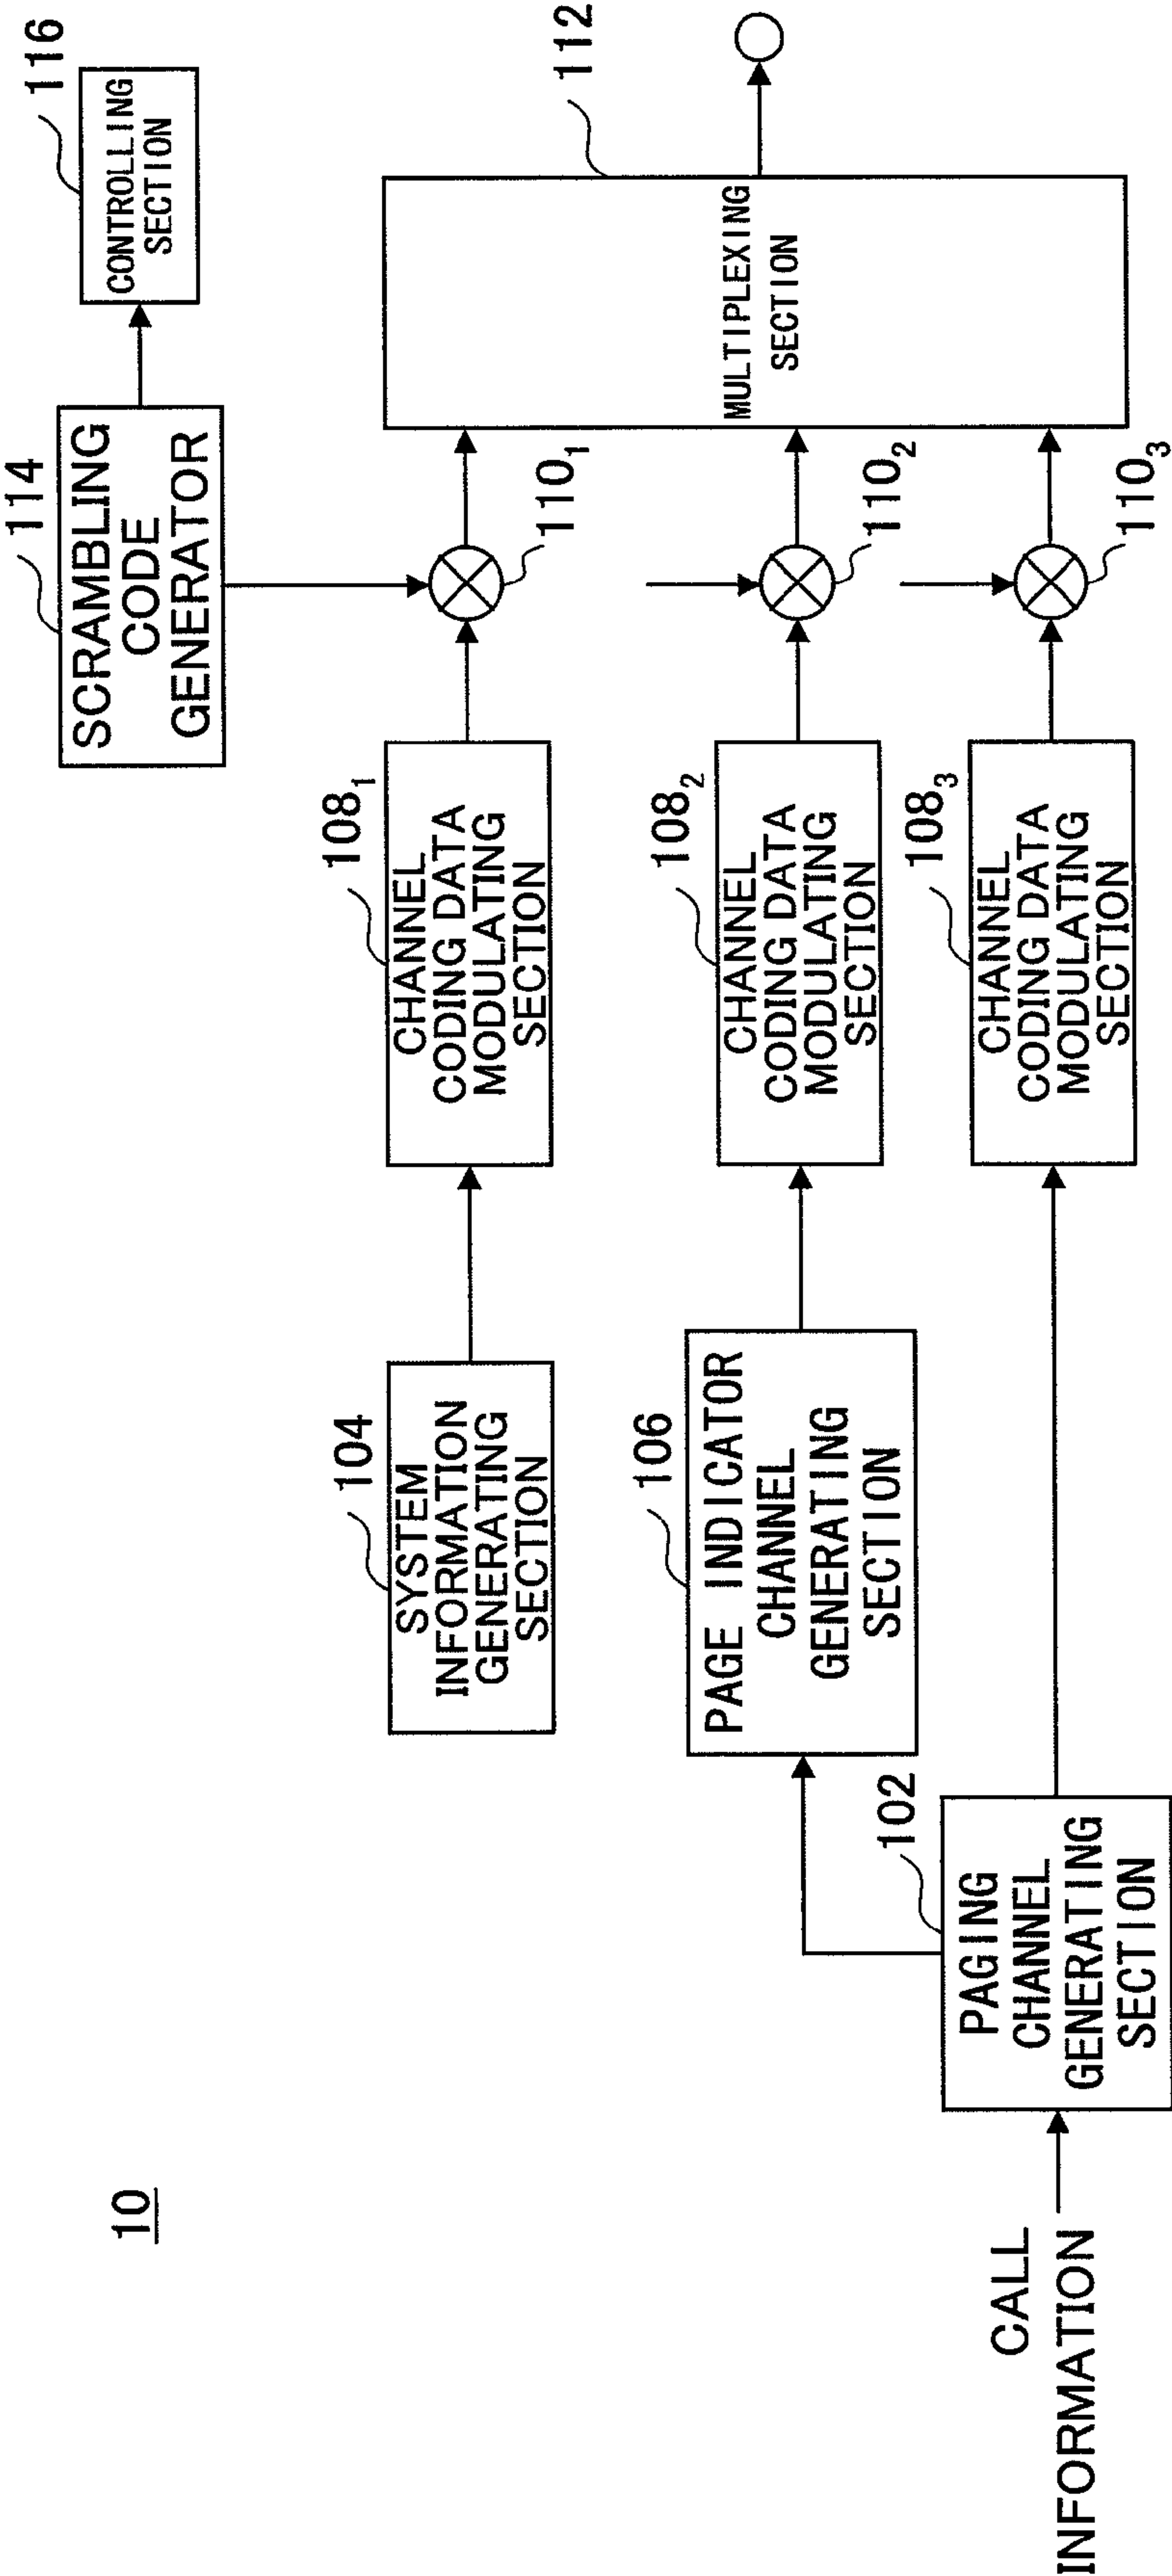 10
114
SCRAMBLING
CODE
GENERATOR
116
CONTROLLING
SECTION
104
SYSTEM
INFORMATION
GENERATING
SECTION
108₁
CHANNEL
CODING DATA
MODULATING
SECTION
110₁
112
MULTIPLEXING
SECTION
106
PAGE INDICATOR
CHANNEL
GENERATING
SECTION
108₂
CHANNEL
CODING DATA
MODULATING
SECTION
110₂
CALL
INFORMATION
102
PAGING
CHANNEL
GENERATING
SECTION
108₃
CHANNEL
CODING DATA
MODULATING
SECTION
110₃